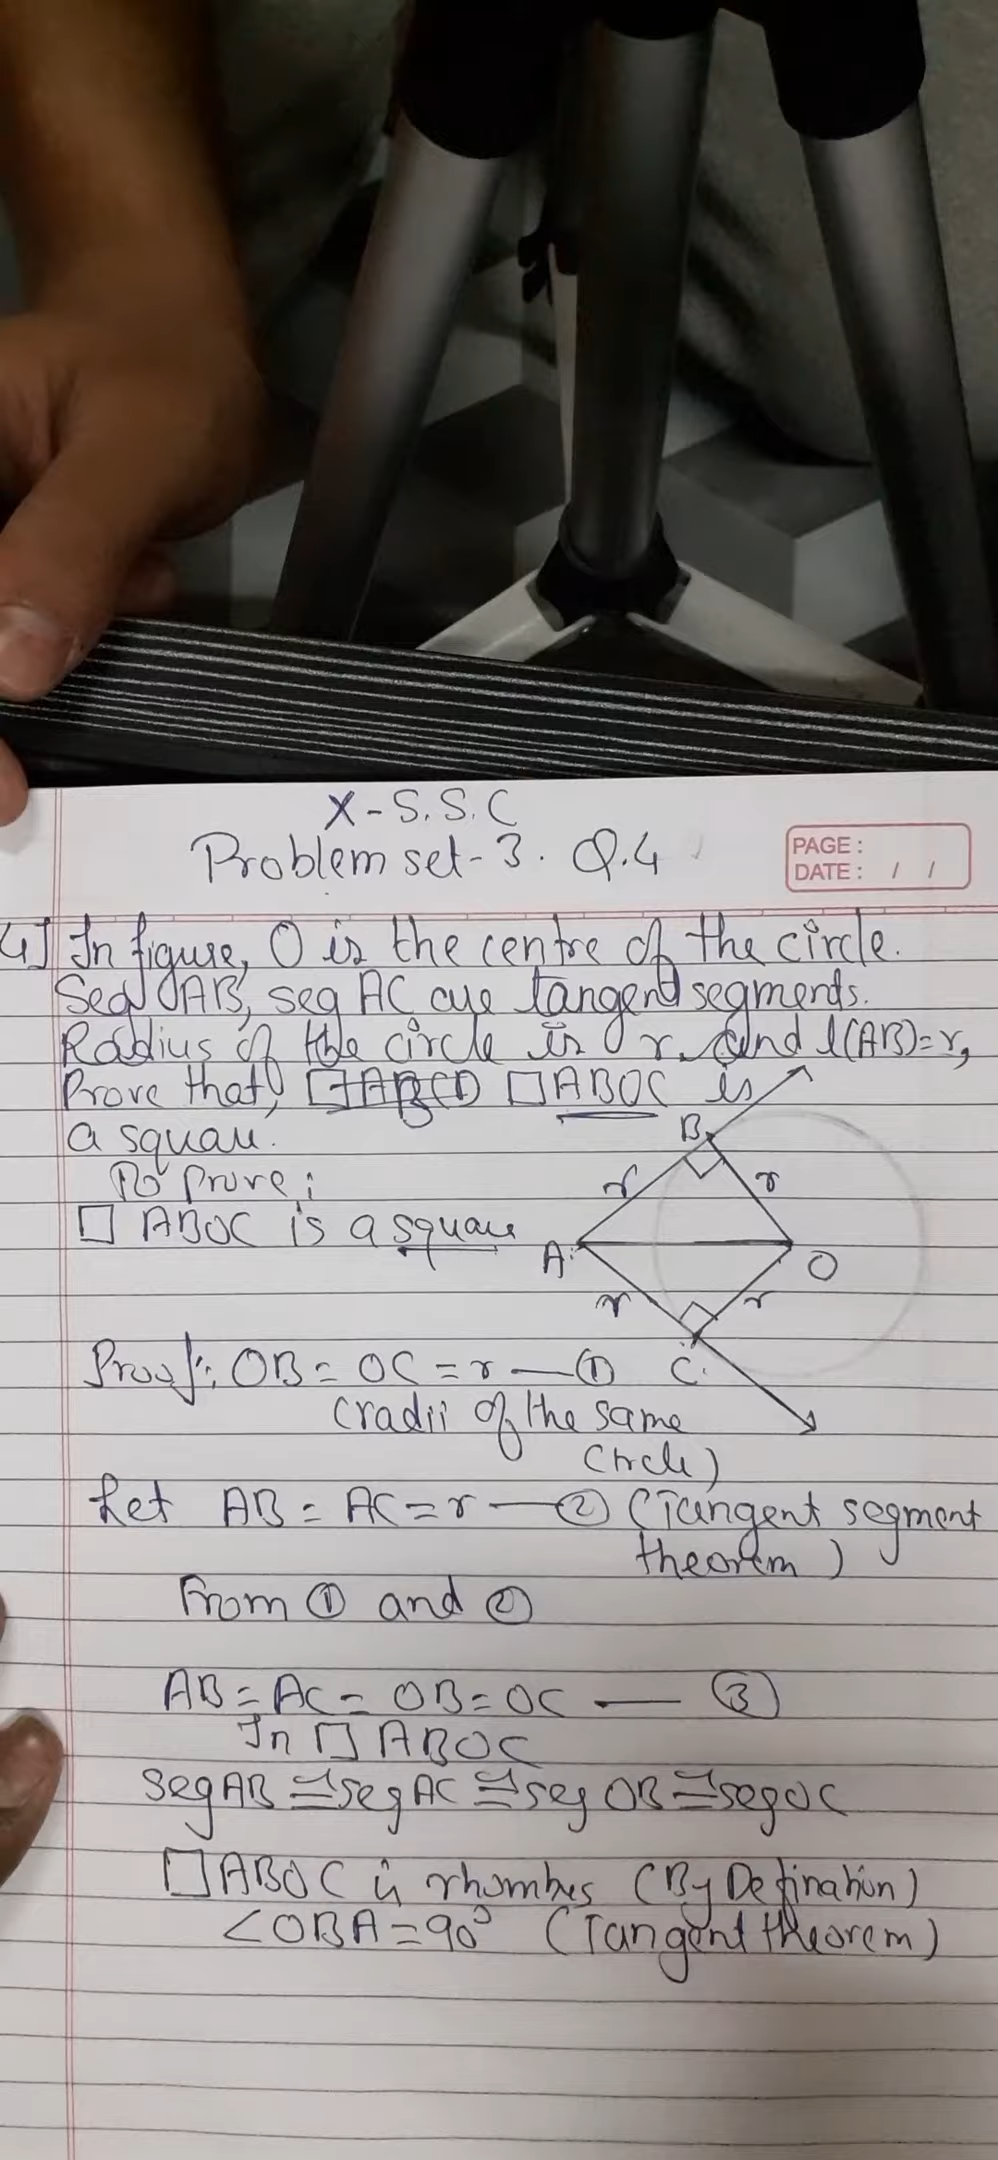 X-S.S.C
Problem set-3. Q.4
PAGE:
DATE: / /
4] In figure, O is the centre of the circle.
Seg AB, seg AC are tangent segments.
Radius of the circle is r and l(AB)=r,
Prove that, □ABCD □ABOC is
a square.
To prove:
□ ABOC is a square
B
r
r
A
O
r
r
C
Proof: OB = OC = r — ①
(radii of the same
circle)
Let AB = AC = r — ② (Tangent segment
theorem)
From ① and ②
AB = AC = OB = OC — ③
In □ ABOC
seg AB ≅ seg AC ≅ seg OB ≅ seg OC
□ABOC is rhombus (By Defination)
∠OBA = 90° (Tangent theorem)